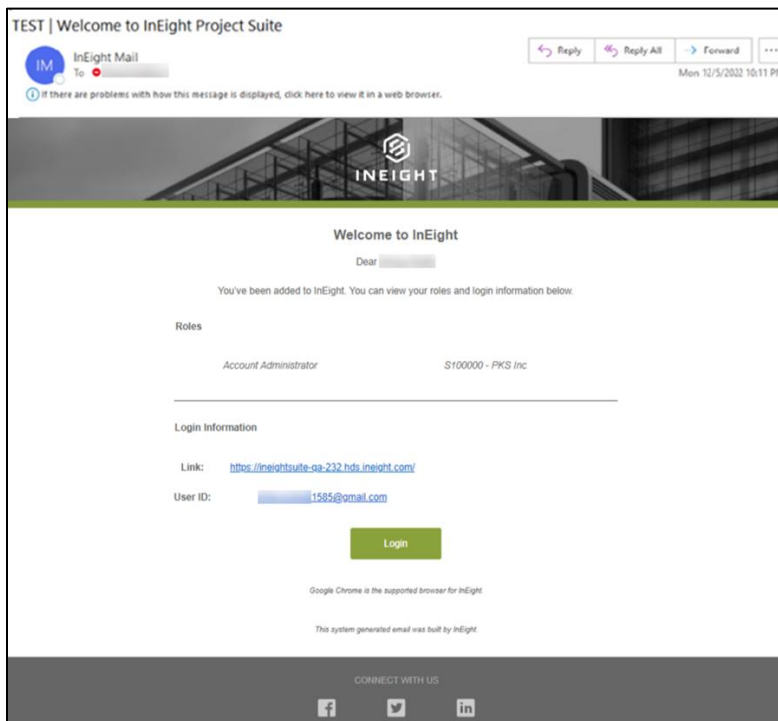 TEST | Welcome to InEight Project Suite
IM
InEight Mail
To
Reply
Reply All
Forward
Mon 12/5/2022 10:11 PM
If there are problems with how this message is displayed, click here to view it in a web browser.
INEIGHT
Welcome to InEight
Dear
You've been added to InEight. You can view your roles and login information below.
Roles
Account Administrator S100000 - PKS Inc
Login Information
Link: https://ineightsuite-qa-232.hds.ineight.com/
User ID: 1585@gmail.com
Login
Google Chrome is the supported browser for InEight.
This system generated email was built by InEight.
CONNECT WITH US